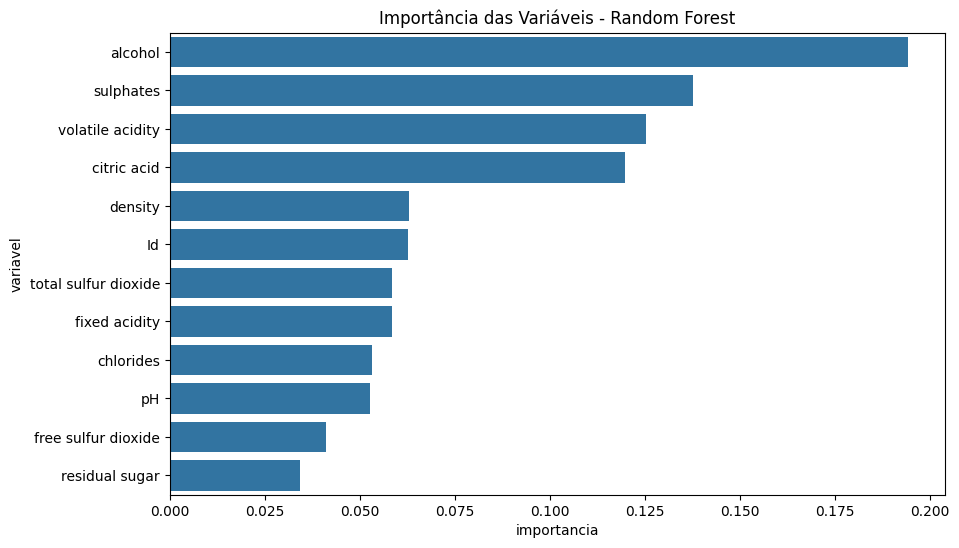 Importância das Variáveis - Random Forest
variavel
alcohol
sulphates
volatile acidity
citric acid
density
Id
total sulfur dioxide
fixed acidity
chlorides
pH
free sulfur dioxide
residual sugar
0.000 0.025 0.050 0.075 0.100 0.125 0.150 0.175 0.200
importancia